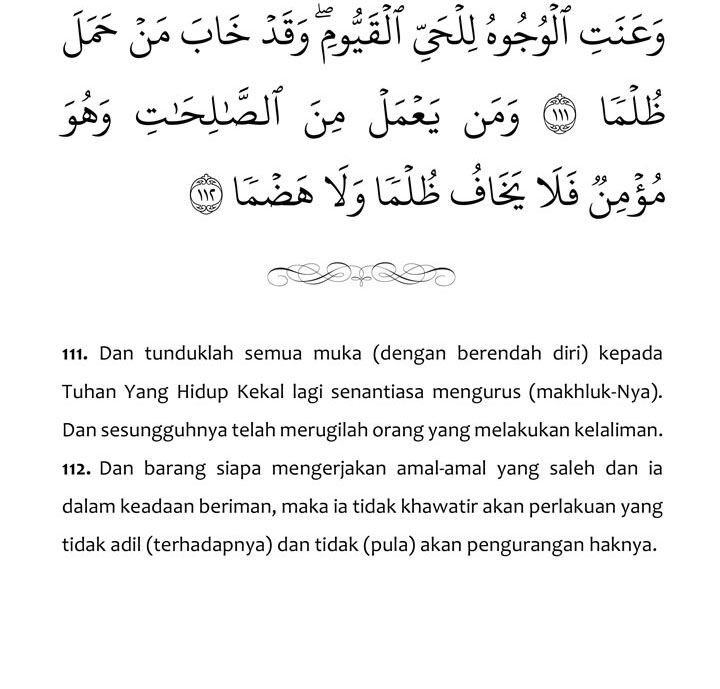 وَعَنَتِ ٱلْوُجُوهُ لِلْحَىِّ ٱلْقَيُّومِ ۖ وَقَدْ خَابَ مَنْ حَمَلَ
ظُلْمًا ١١١ وَمَن يَعْمَلْ مِنَ ٱلصَّـٰلِحَـٰتِ وَهُوَ
مُؤْمِنٌ فَلَا يَخَافُ ظُلْمًا وَلَا هَضْمًا ١١٢
111. Dan tunduklah semua muka (dengan berendah diri) kepada
Tuhan Yang Hidup Kekal lagi senantiasa mengurus (makhluk-Nya).
Dan sesungguhnya telah merugilah orang yang melakukan kelaliman.
112. Dan barang siapa mengerjakan amal-amal yang saleh dan ia
dalam keadaan beriman, maka ia tidak khawatir akan perlakuan yang
tidak adil (terhadapnya) dan tidak (pula) akan pengurangan haknya.